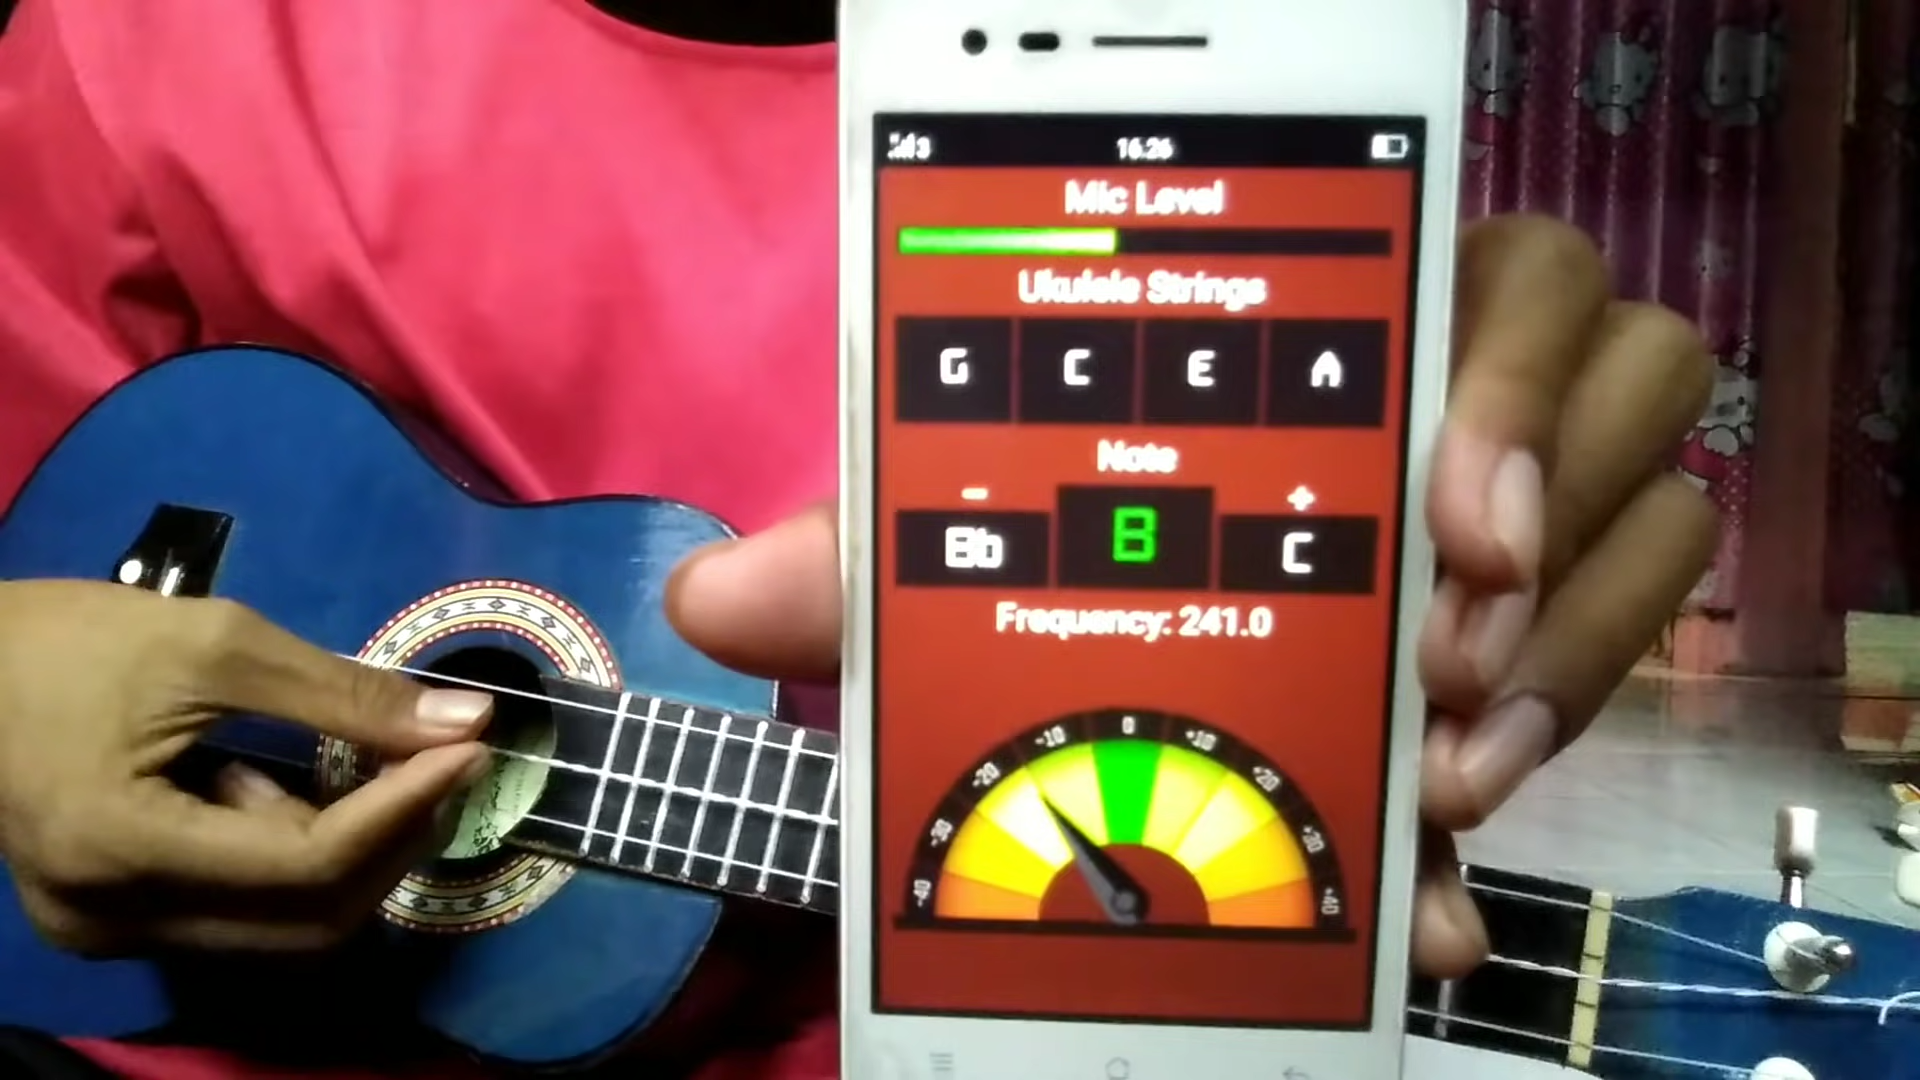 3 16.26
Mic Level
Ukulele Strings
G C E A
Note
- +
Bb B C
Frequency: 241.0
-40 -30 -20 -10 0 +10 +20 +30 +40